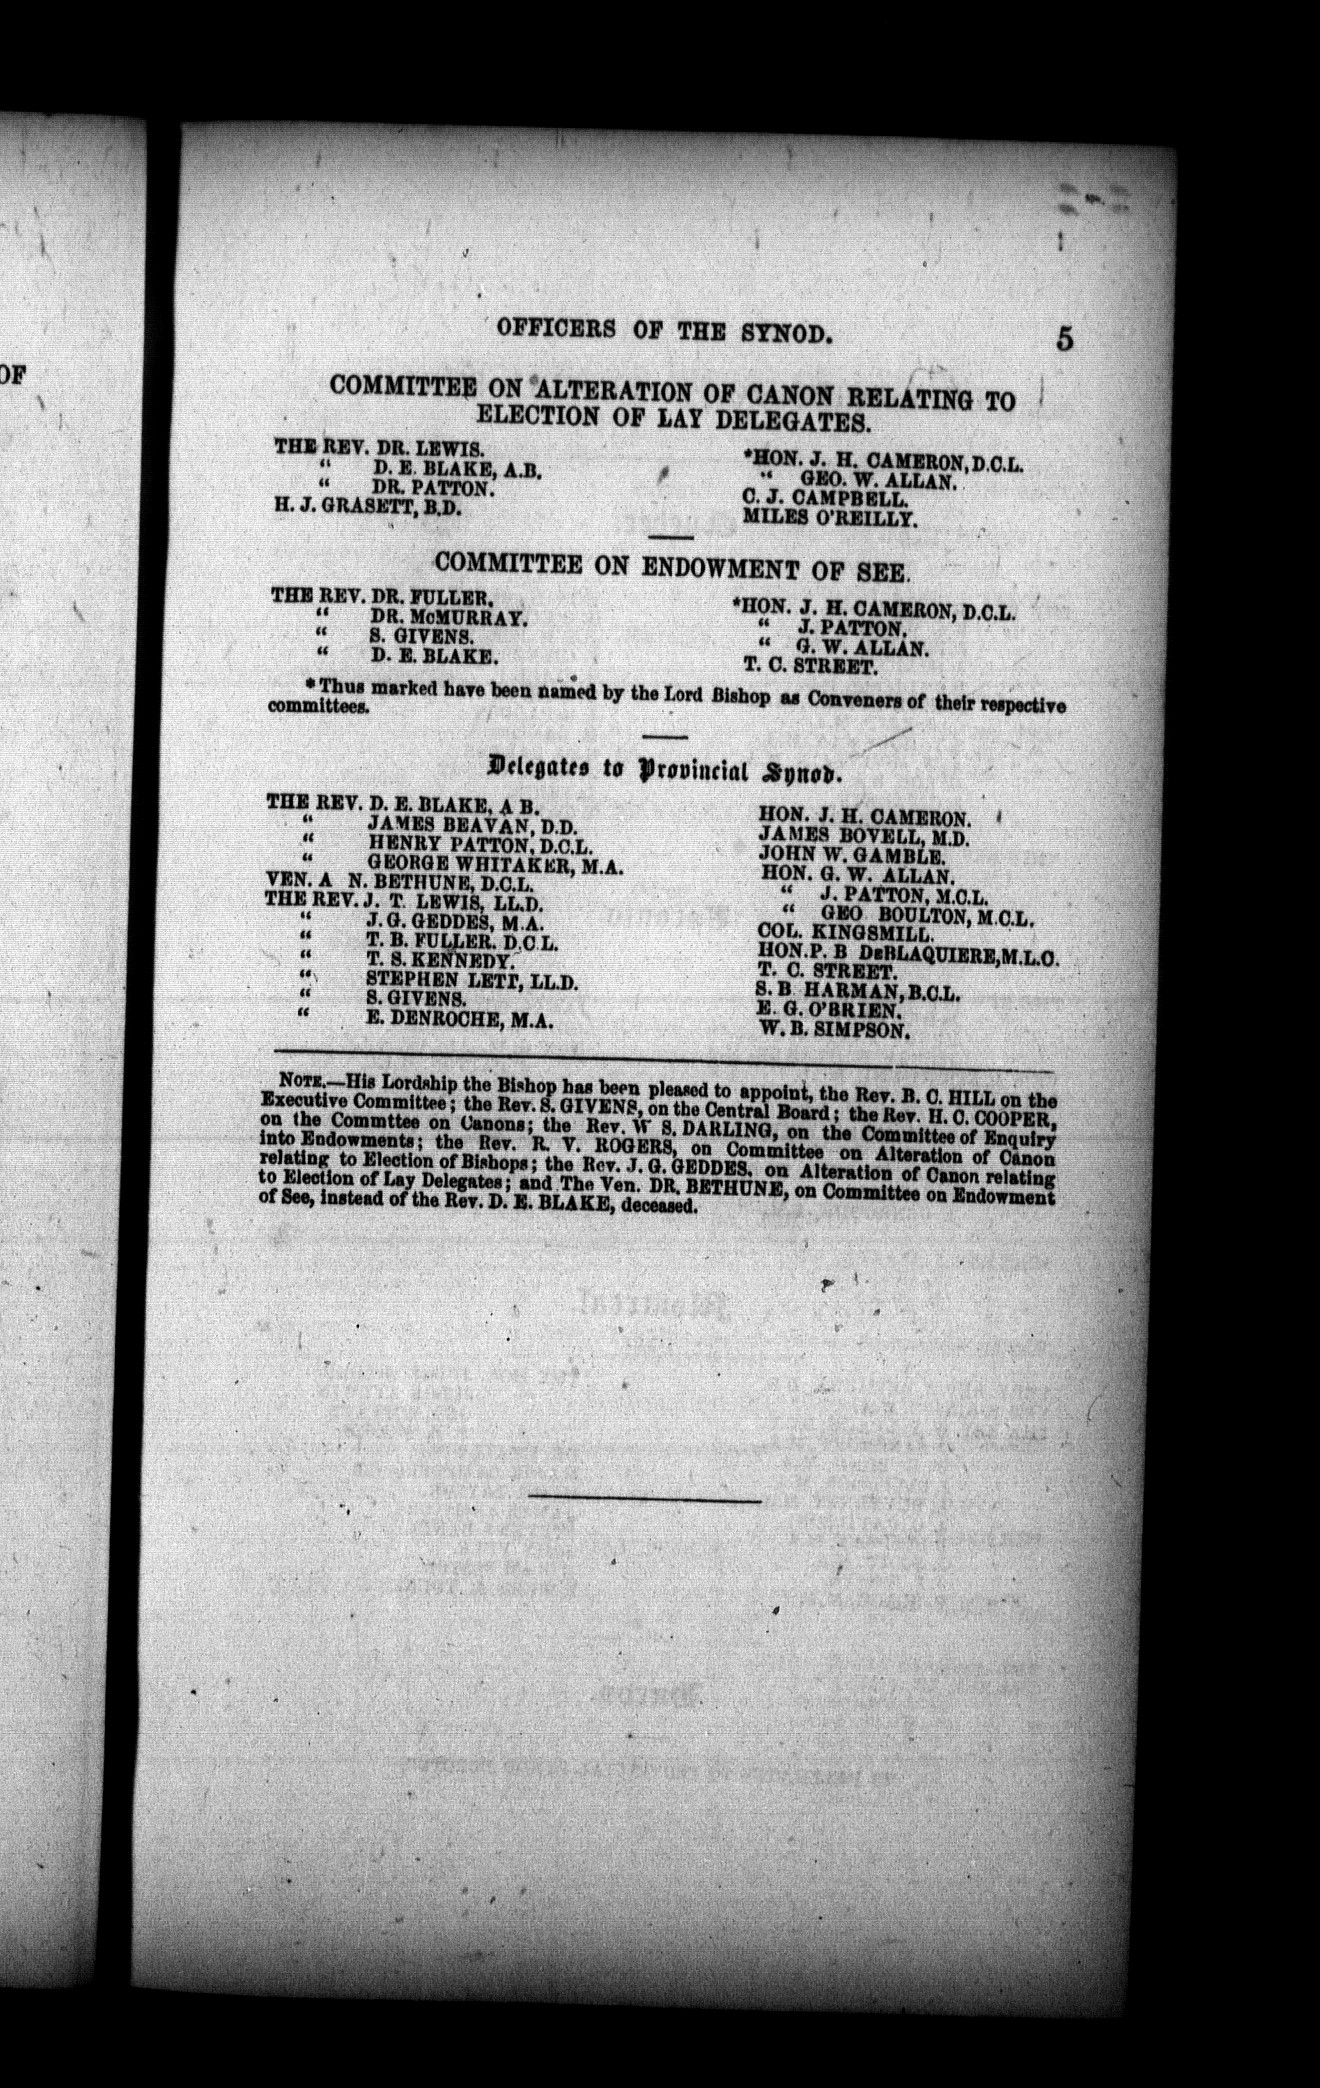 OF
OFFICERS OF THE SYNOD. 5
COMMITTEE ON ALTERATION OF CANON RELATING TO
ELECTION OF LAY DELEGATES.
THE REV. DR. LEWIS.
“ D. E. BLAKE, A.B.
“ DR. PATTON.
H. J. GRASETT, B.D.
*HON. J. H. CAMERON, D.C.L.
“ GEO. W. ALLAN.
C. J. CAMPBELL.
MILES O'REILLY.
COMMITTEE ON ENDOWMENT OF SEE.
THE REV. DR. FULLER.
“ DR. McMURRAY.
“ S. GIVENS.
“ D. E. BLAKE.
*HON. J. H. CAMERON, D.C.L.
“ J. PATTON.
“ G. W. ALLAN.
T. C. STREET.
*Thus marked have been named by the Lord Bishop as Conveners of their respective
committees.
Delegates to Provincial Synod.
THE REV. D. E. BLAKE, A B.
“ JAMES BEAVAN, D.D.
“ HENRY PATTON, D.C.L.
“ GEORGE WHITAKER, M.A.
VEN. A N. BETHUNE, D.C.L.
THE REV. J. T. LEWIS, LL.D.
“ J. G. GEDDES, M.A.
“ T. B. FULLER. D.C.L.
“ T. S. KENNEDY.
“ STEPHEN LETT, LL.D.
“ S. GIVENS.
“ E. DENROCHE, M.A.
HON. J. H. CAMERON.
JAMES BOVELL, M.D.
JOHN W. GAMBLE.
HON. G. W. ALLAN.
“ J. PATTON, M.C.L.
“ GEO BOULTON, M.C.L.
COL. KINGSMILL.
HON. P. B DEBLAQUIERE, M.L.C.
T. C. STREET.
S. B HARMAN, B.C.L.
E. G. O'BRIEN.
W. B. SIMPSON.
NOTE.—His Lordship the Bishop has been pleased to appoint, the Rev. B. C. HILL on the
Executive Committee; the Rev. S. GIVENS, on the Central Board; the Rev. H. C. COOPER,
on the Commttee on Canons; the Rev. W S. DARLING, on the Committee of Enquiry
into Endowments; the Rev. R. V. ROGERS, on Committee on Alteration of Canon
relating to Election of Bishops; the Rev. J. G. GEDDES. on Alteration of Canon relating
to Election of Lay Delegates; and The Ven. DR. BETHUNE, on Committee on Endowment
of See, instead of the Rev. D. E. BLAKE, deceased.